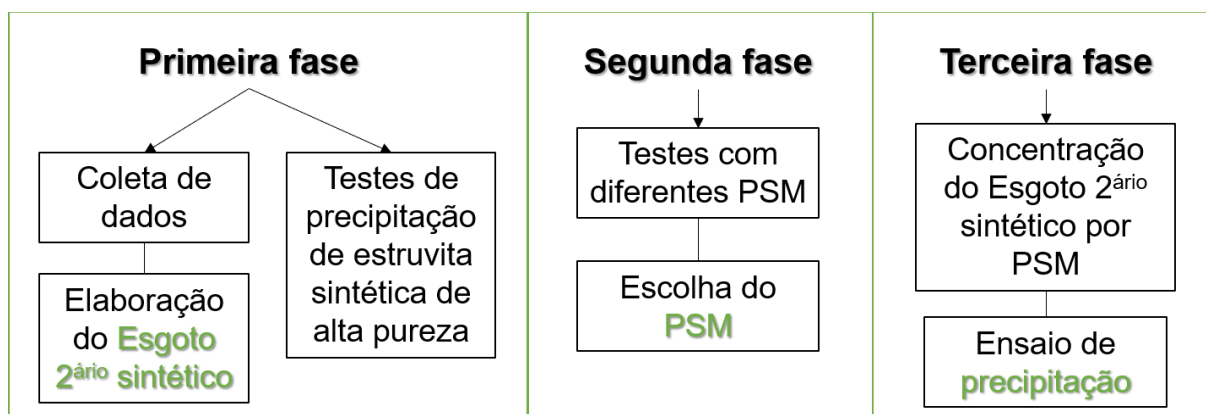 Primeira fase
Coleta de
dados
Elaboração
do Esgoto
2ário sintético
Testes de
precipitação
de estruvita
sintética de
alta pureza
Segunda fase
Testes com
diferentes PSM
Escolha do
PSM
Terceira fase
Concentração
do Esgoto 2ário
sintético por
PSM
Ensaio de
precipitação